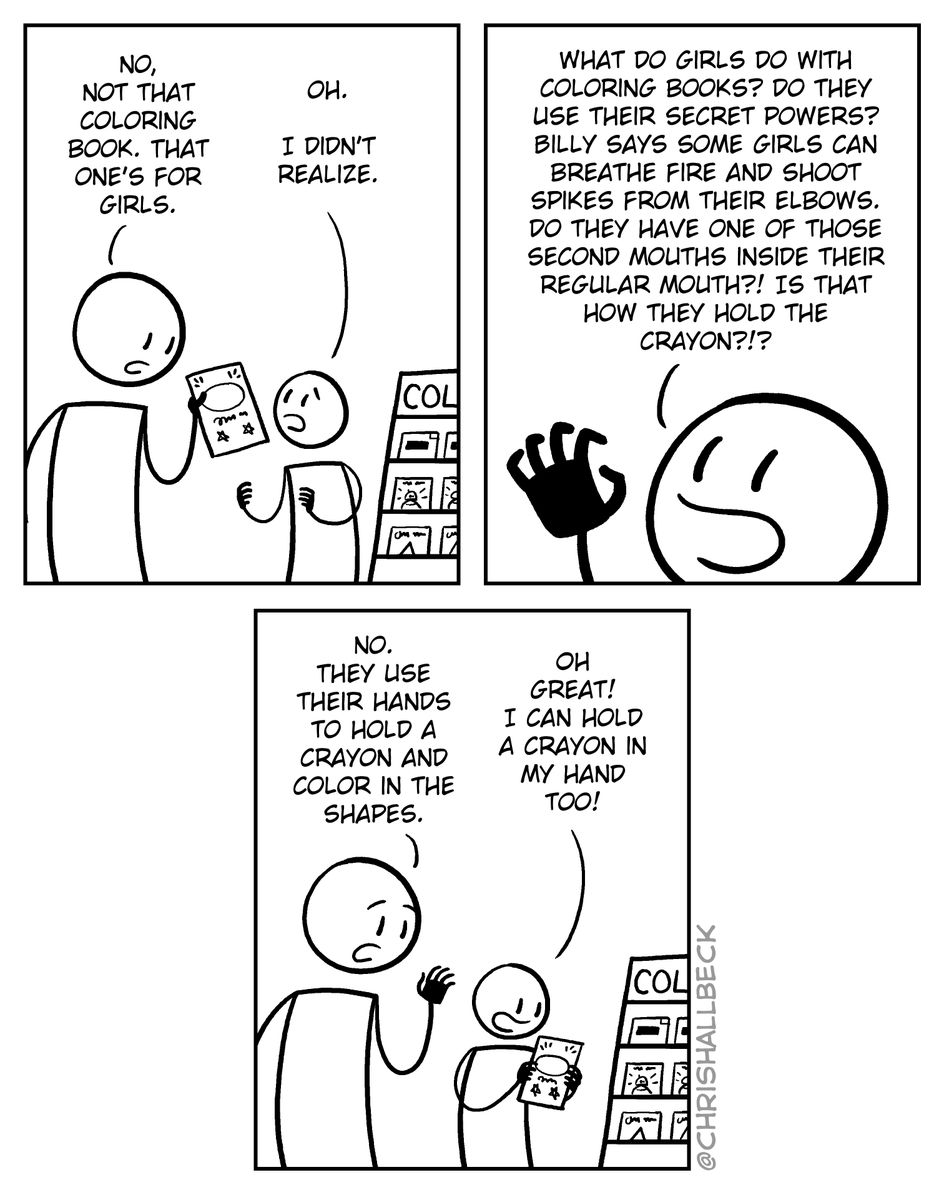 NO,
NOT THAT
COLORING
BOOK. THAT
ONE'S FOR
GIRLS.
OH.
I DIDN'T
REALIZE.
COL
WHAT DO GIRLS DO WITH
COLORING BOOKS? DO THEY
USE THEIR SECRET POWERS?
BILLY SAYS SOME GIRLS CAN
BREATHE FIRE AND SHOOT
SPIKES FROM THEIR ELBOWS.
DO THEY HAVE ONE OF THOSE
SECOND MOUTHS INSIDE THEIR
REGULAR MOUTH?! IS THAT
HOW THEY HOLD THE
CRAYON?!?
NO.
THEY USE
THEIR HANDS
TO HOLD A
CRAYON AND
COLOR IN THE
SHAPES.
OH
GREAT!
I CAN HOLD
A CRAYON IN
MY HAND
TOO!
COL
@CHRISHALLBECK